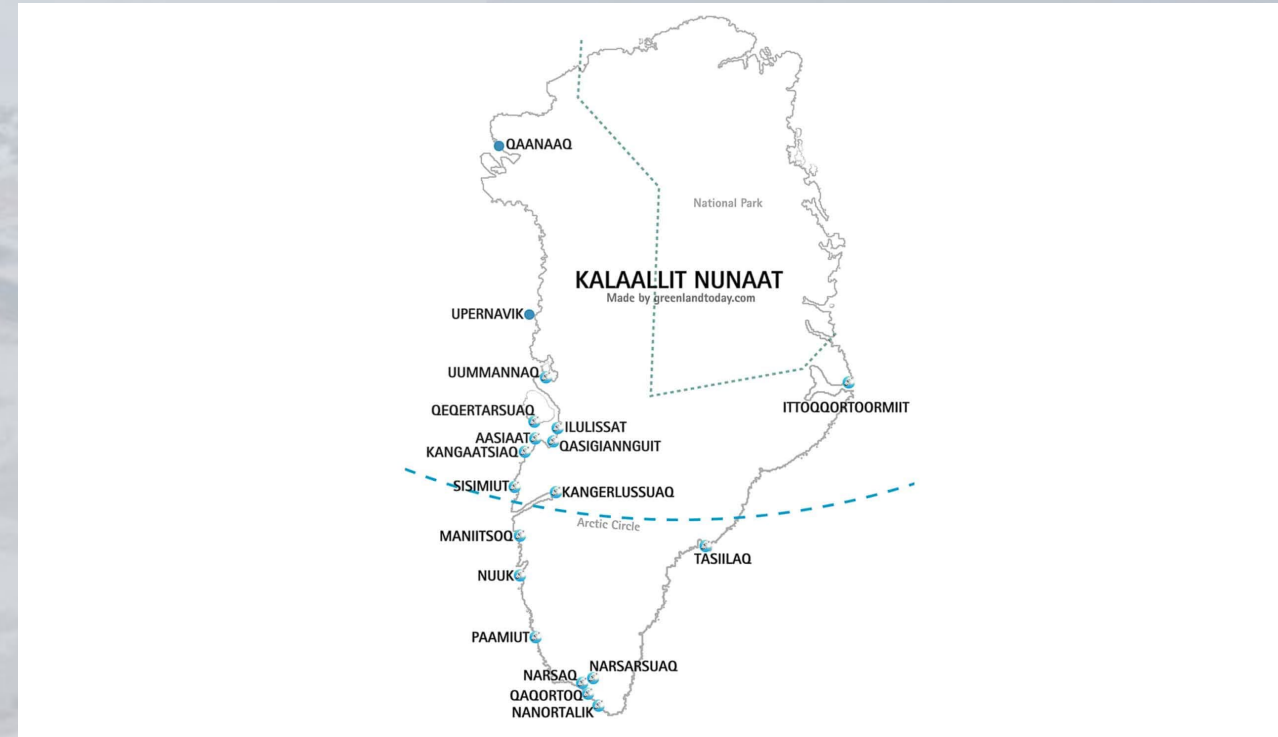 QAANAAQ
National Park
KALAALLIT NUNAAT
Made by greenlandtoday.com
UPERNAVIK
UUMMANNAQ
ITTOQQORTOORMIIT
QEQERTARSUAQ
ILULISSAT
AASIAAT
QASIGIANNGUIT
KANGAATSIAQ
SISIMIUT
KANGERLUSSUAQ
Arctic Circle
MANIITSOQ
TASIILAQ
NUUK
PAAMIUT
NARSARSUAQ
NARSAQ
QAQORTOQ
NANORTALIK